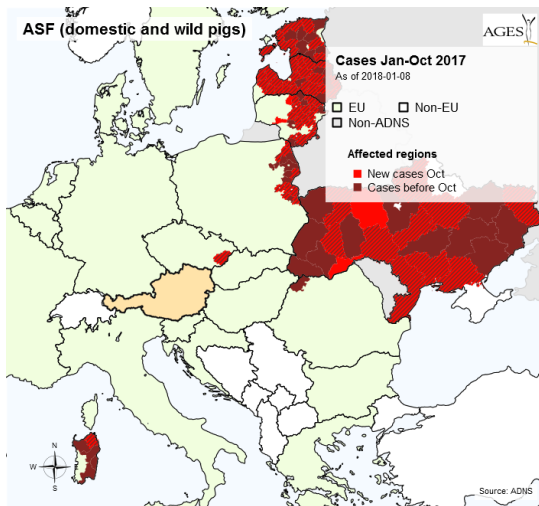 ASF (domestic and wild pigs)
AGES
Cases Jan-Oct 2017
As of 2018-01-08
EU
Non-EU
Non-ADNS
Affected regions
New cases Oct
Cases before Oct
N
W
E
S
Source: ADNS